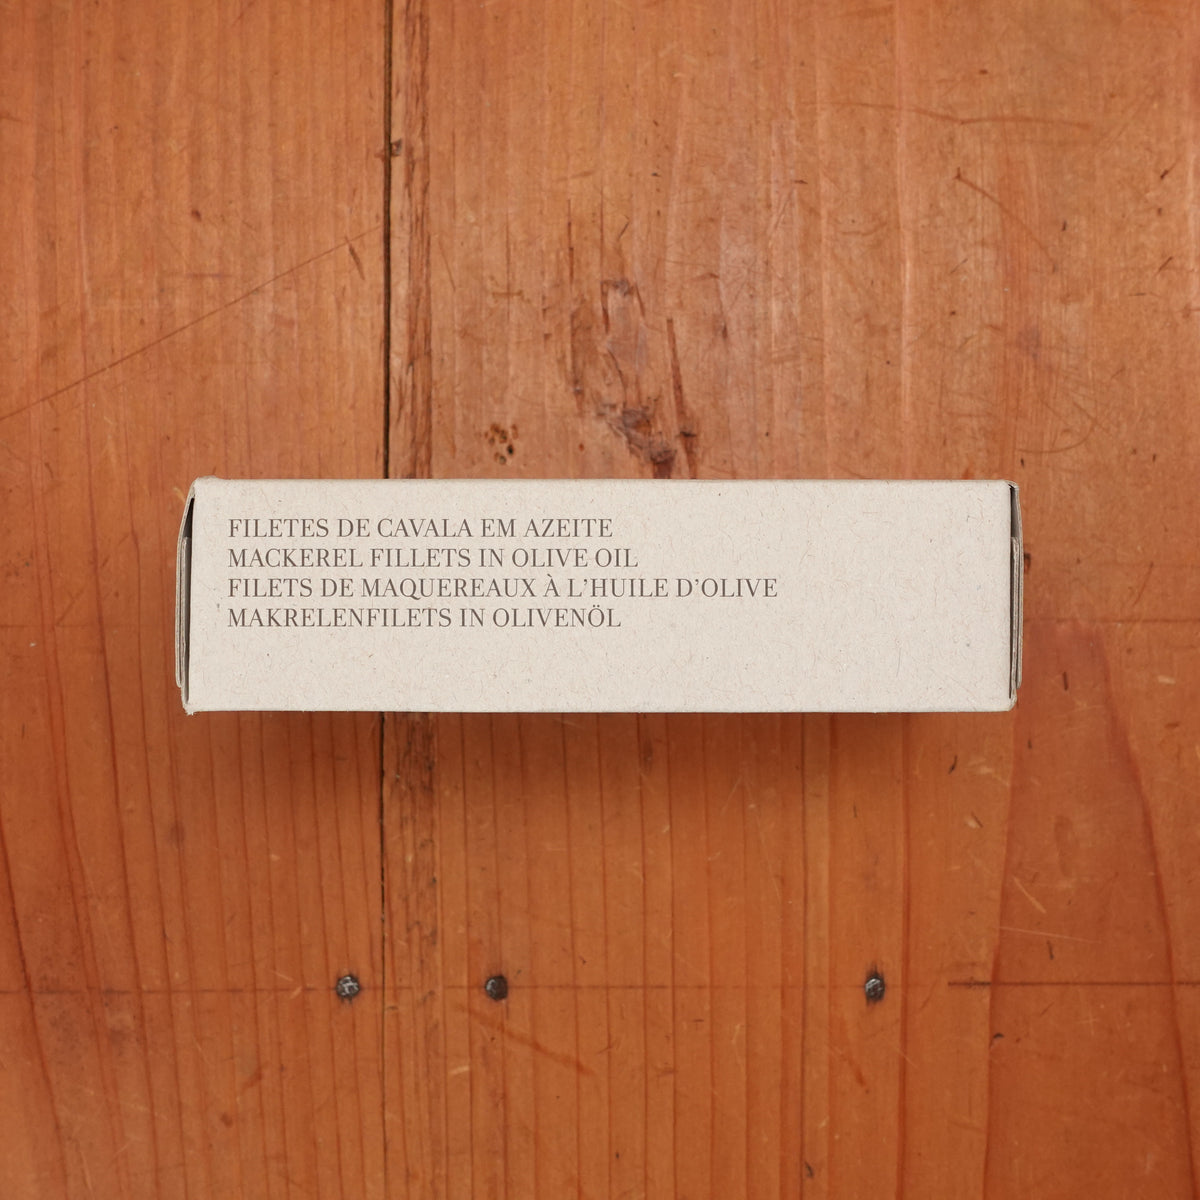 FILETES DE CAVALA EM AZEITE
MACKEREL FILLETS IN OLIVE OIL
FILETS DE MAQUEREAUX À L’HUILE D’OLIVE
MAKRELENFILETS IN OLIVENÖL